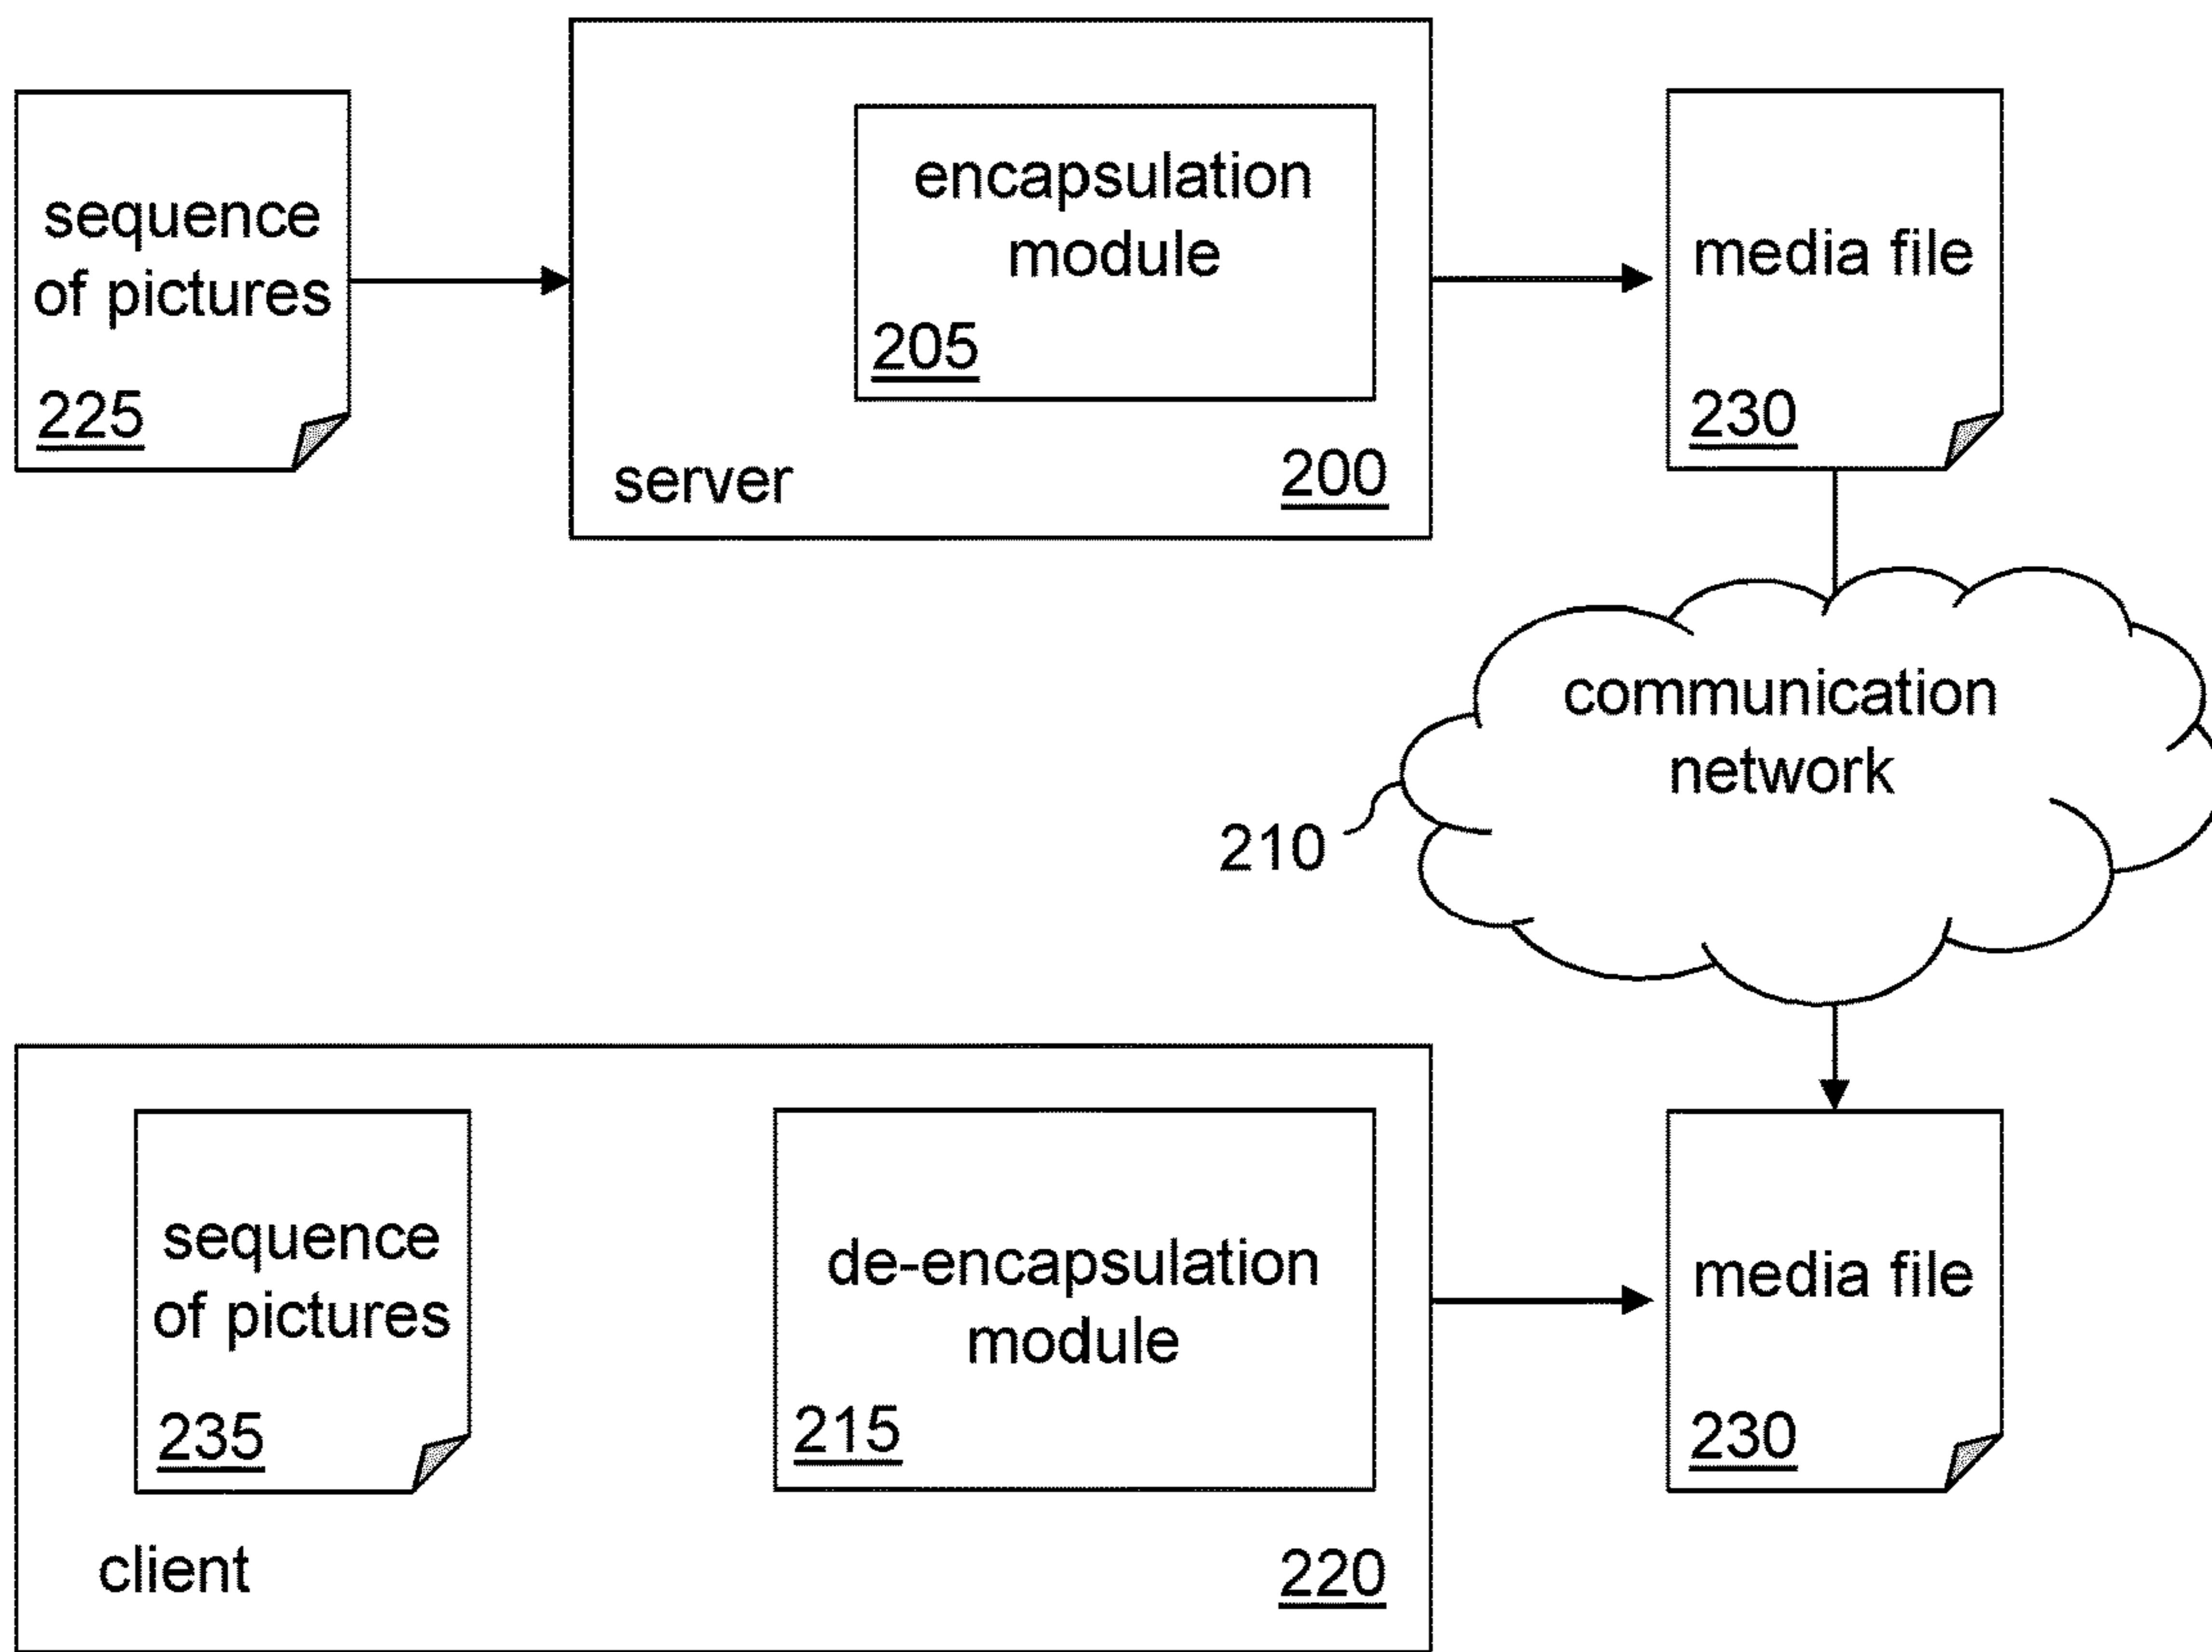 sequence
of pictures
225
encapsulation
module
205
server
200
media file
230
communication
network
210
sequence
of pictures
235
de-encapsulation
module
215
client
220
media file
230